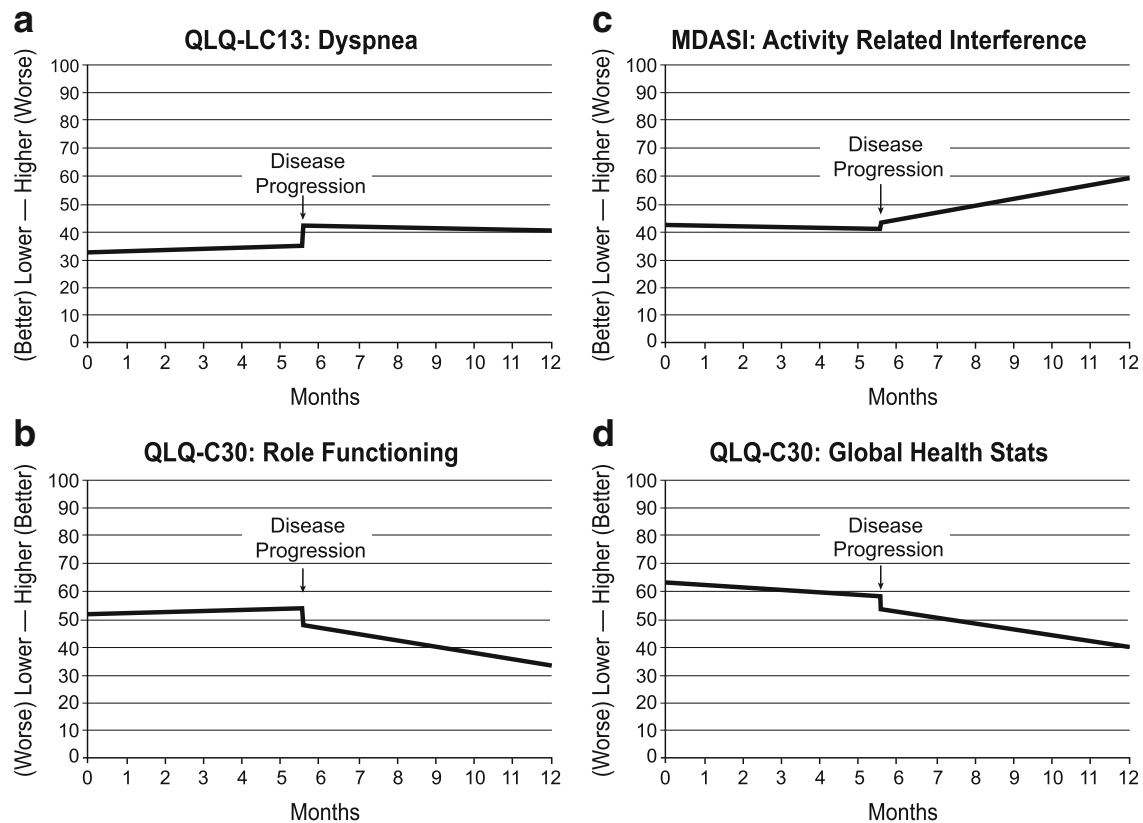 a
QLQ-LC13: Dyspnea
(Better) Lower — Higher (Worse)
100
90
80
70
60
50
40
30
20
10
0
Disease
Progression
0 1 2 3 4 5 6 7 8 9 10 11 12
Months
c
MDASI: Activity Related Interference
(Better) Lower — Higher (Worse)
100
90
80
70
60
50
40
30
20
10
0
Disease
Progression
0 1 2 3 4 5 6 7 8 9 10 11 12
Months
b
QLQ-C30: Role Functioning
(Worse) Lower — Higher (Better)
100
90
80
70
60
50
40
30
20
10
0
Disease
Progression
0 1 2 3 4 5 6 7 8 9 10 11 12
Months
d
QLQ-C30: Global Health Stats
(Worse) Lower — Higher (Better)
100
90
80
70
60
50
40
30
20
10
0
Disease
Progression
0 1 2 3 4 5 6 7 8 9 10 11 12
Months